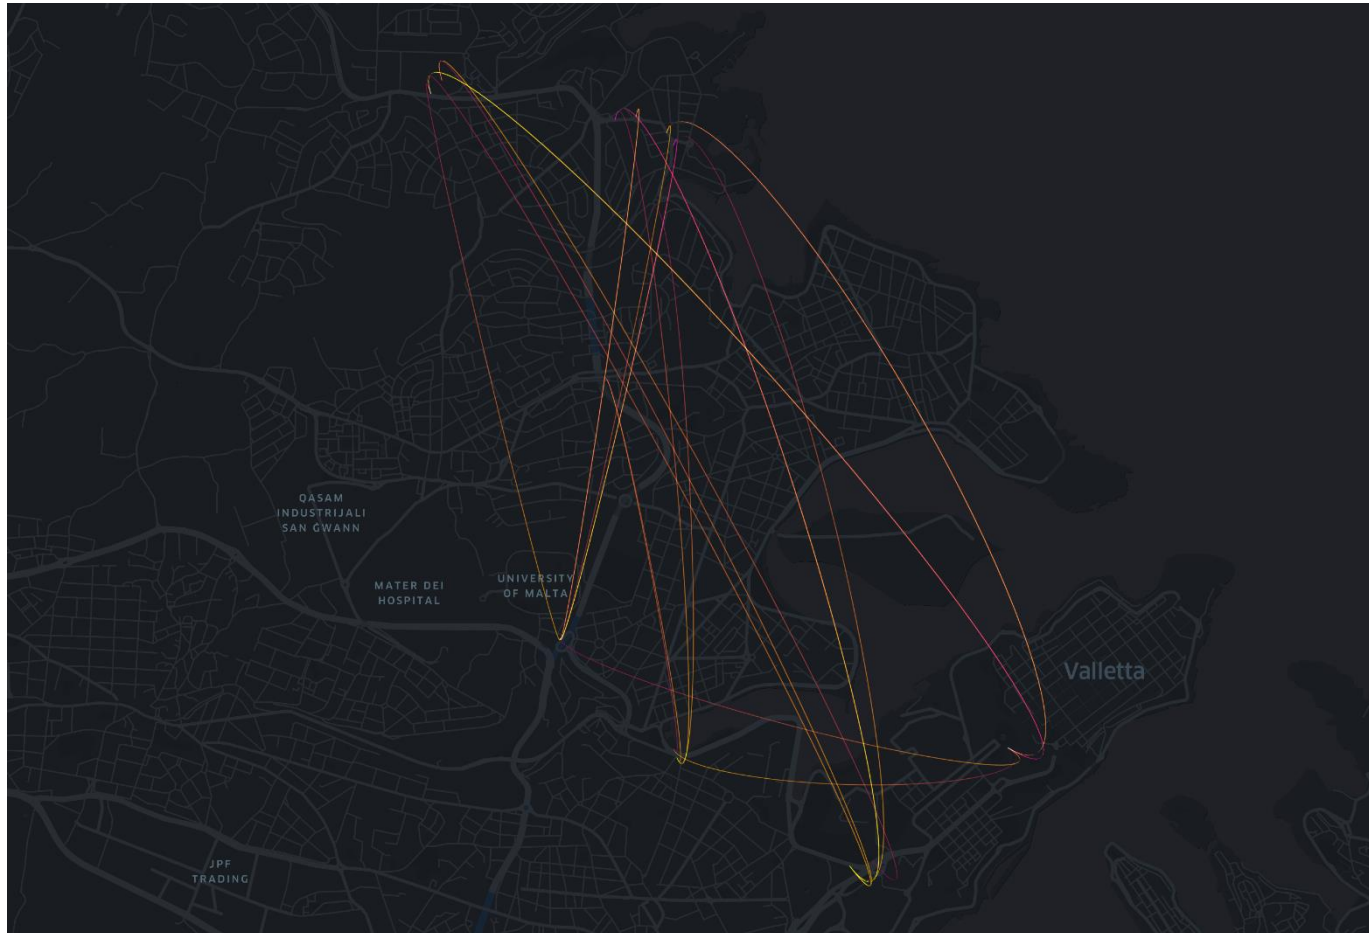 QASAM
INDUSTRIJALI
SAN GWANN
MATER DEI
HOSPITAL
UNIVERSITY
OF MALTA
Valletta
JPF
TRADING